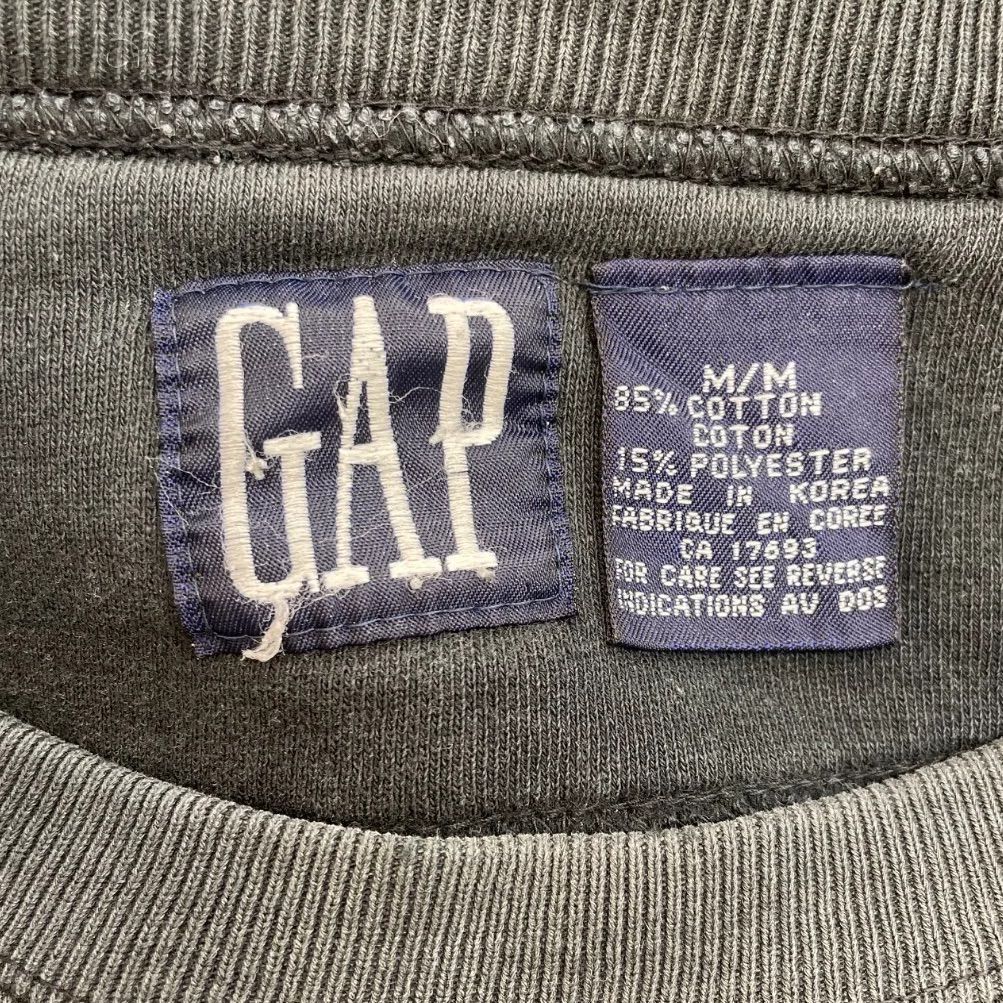 GAP
M/M
85% COTTON
COTON
15% POLYESTER
MADE IN KOREA
FABRIQUE EN COREE
CA 17693
FOR CARE SEE REVERSE
INDICATIONS AU DOS